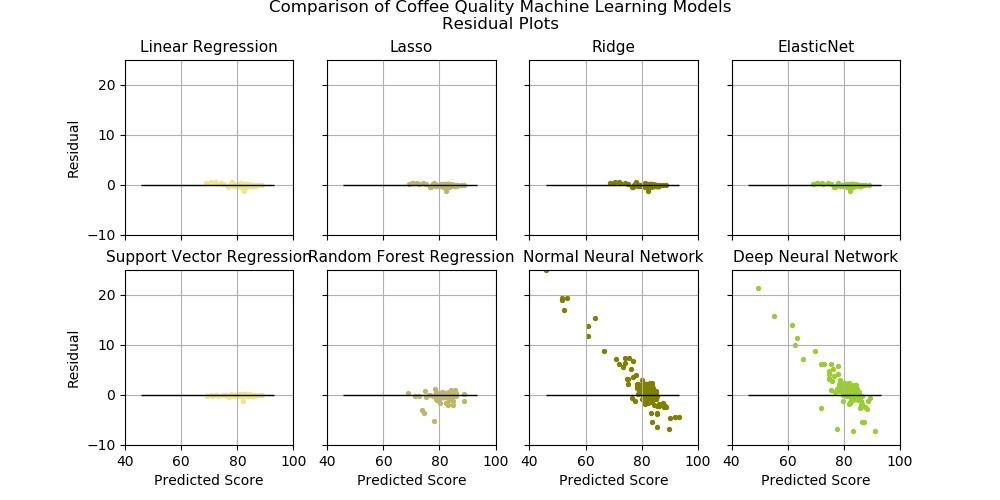 Comparison of Coffee Quality Machine Learning Models
Residual Plots
Linear Regression
Lasso
Ridge
ElasticNet
Residual
20
10
0
−10
Support Vector Regression
Random Forest Regression
Normal Neural Network
Deep Neural Network
Residual
20
10
0
−10
40 60 80 100
40 60 80 100
40 60 80 100
40 60 80 100
Predicted Score
Predicted Score
Predicted Score
Predicted Score